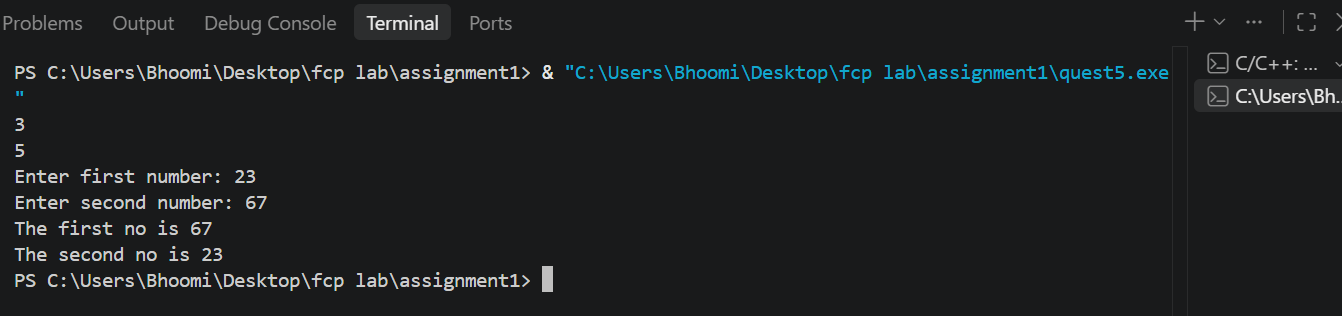 Problems Output Debug Console Terminal Ports
PS C:\Users\Bhoomi\Desktop\fcp lab\assignment1> & "C:\Users\Bhoomi\Desktop\fcp lab\assignment1\quest5.exe
"
3
5
Enter first number: 23
Enter second number: 67
The first no is 67
The second no is 23
PS C:\Users\Bhoomi\Desktop\fcp lab\assignment1>
C/C++: ...
C:\Users\Bh...